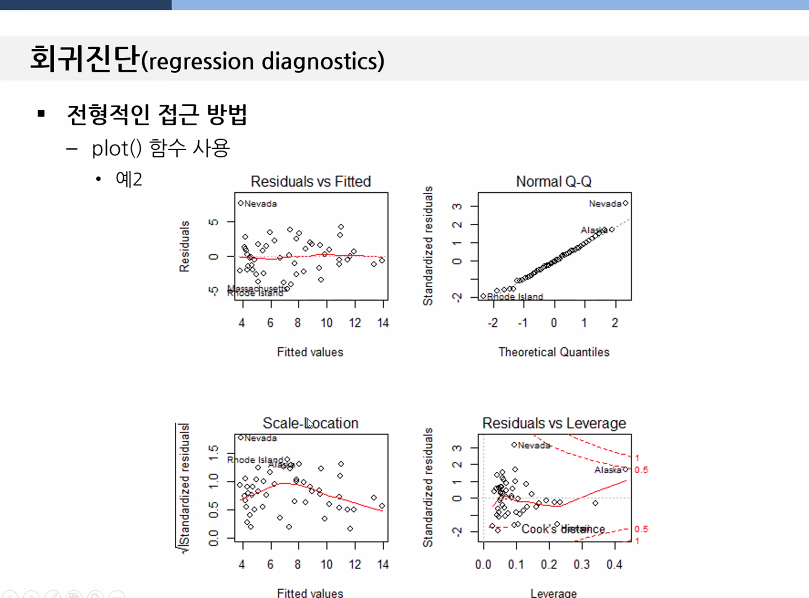 회귀진단(regression diagnostics)
▪ 전형적인 접근 방법
– plot() 함수 사용
• 예2
Residuals vs Fitted
Residuals
5
0
-5
Nevada
Massachusetts
Rhode Island
4 6 8 10 12 14
Fitted values
Normal Q-Q
Standardized residuals
3
2
1
0
-2
Nevada
Alaska
Rhode Island
-2 -1 0 1 2
Theoretical Quantiles
Scale-Location
√|Standardized residuals|
1.5
1.0
0.5
0.0
Nevada
Rhode Island
Alaska
4 6 8 10 12 14
Fitted values
Residuals vs Leverage
Standardized residuals
3
2
1
0
-2
Nevada
Alaska
1
0.5
0.5
1
Cook's distance
0.0 0.1 0.2 0.3 0.4
Leverage